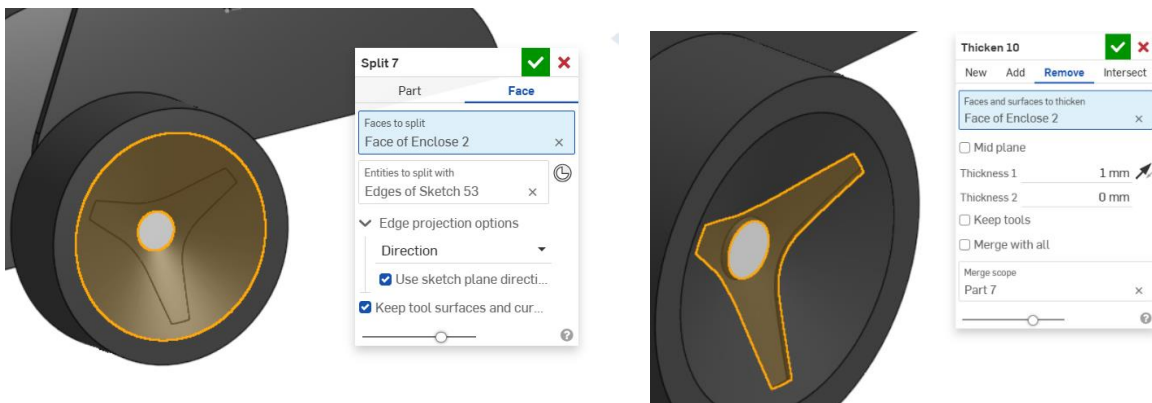 Split 7
Part Face
Faces to split
Face of Enclose 2
Entities to split with
Edges of Sketch 53
Edge projection options
Direction
Use sketch plane directi...
Keep tool surfaces and cur...
Thicken 10
New Add Remove Intersect
Faces and surfaces to thicken
Face of Enclose 2
Mid plane
Thickness 1 1 mm
Thickness 2 0 mm
Keep tools
Merge with all
Merge scope
Part 7